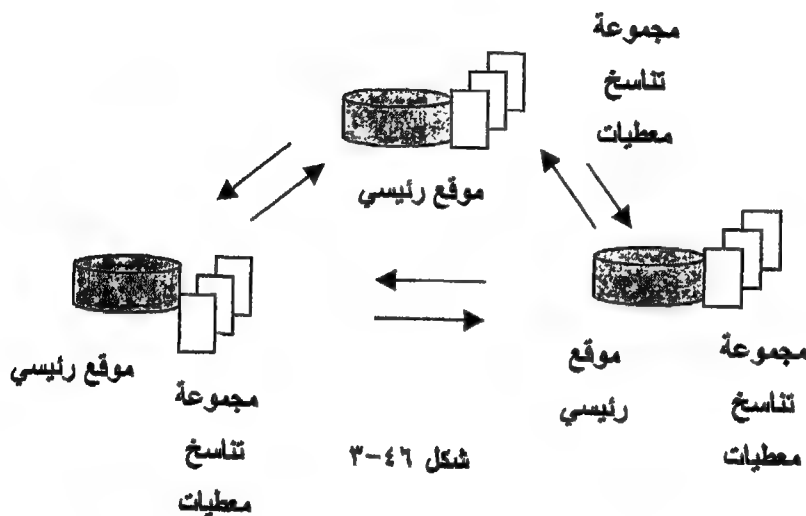 مجموعة
تناسخ
معطيات
موقع رئيسي
موقع رئيسي
مجموعة
تناسخ
معطيات
موقع
رئيسي
مجموعة
تناسخ
معطيات
شكل ٤٦-٣